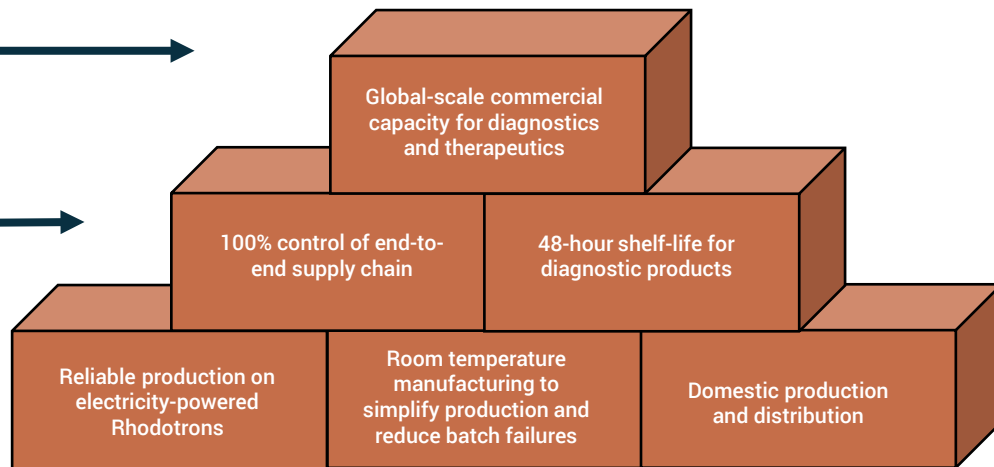 Global-scale commercial
capacity for diagnostics
and therapeutics
100% control of end-to-
end supply chain
48-hour shelf-life for
diagnostic products
Reliable production on
electricity-powered
Rhodotrons
Room temperature
manufacturing to
simplify production and
reduce batch failures
Domestic production
and distribution